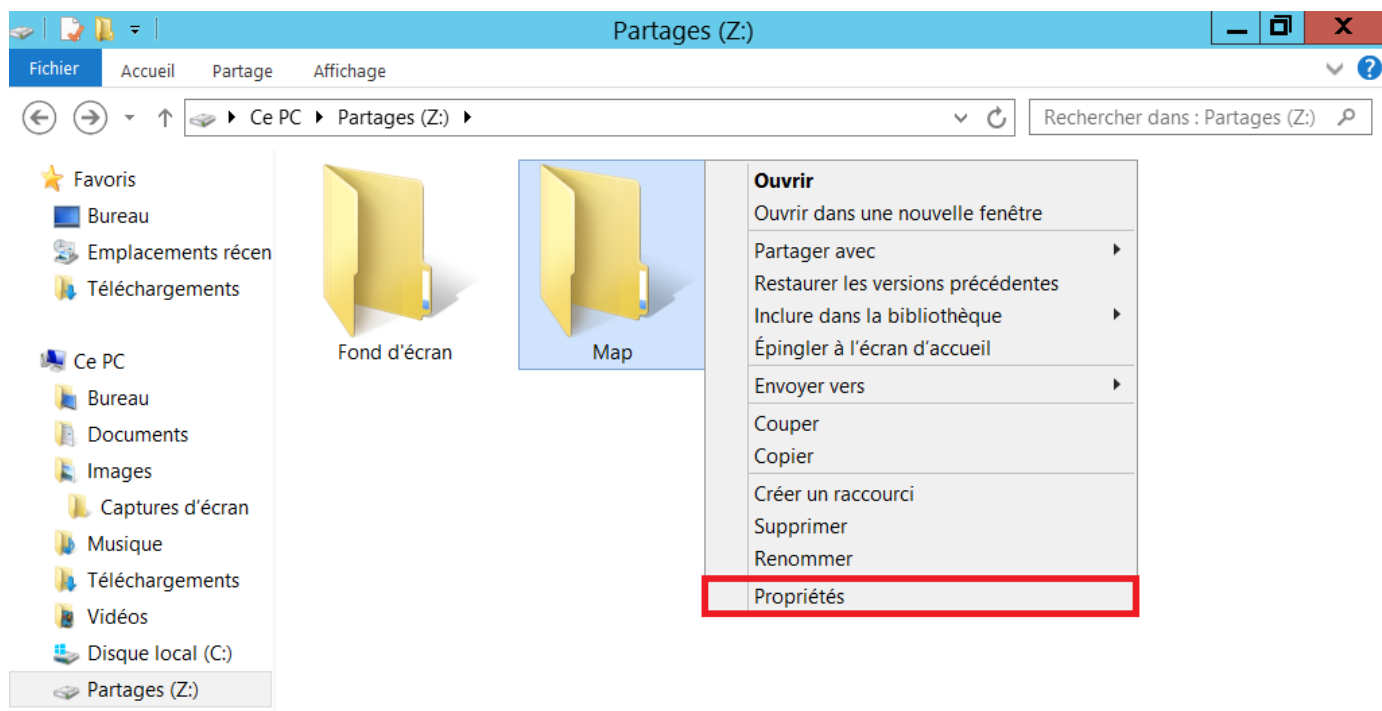 Partages (Z:)
Fichier
Accueil
Partage
Affichage
Ce PC
Partages (Z:)
Rechercher dans : Partages (Z:)
Favoris
Bureau
Emplacements récen
Téléchargements
Ce PC
Bureau
Documents
Images
Captures d'écran
Musique
Téléchargements
Vidéos
Disque local (C:)
Partages (Z:)
Fond d'écran
Map
Ouvrir
Ouvrir dans une nouvelle fenêtre
Partager avec
Restaurer les versions précédentes
Inclure dans la bibliothèque
Épingler à l'écran d'accueil
Envoyer vers
Couper
Copier
Créer un raccourci
Supprimer
Renommer
Propriétés